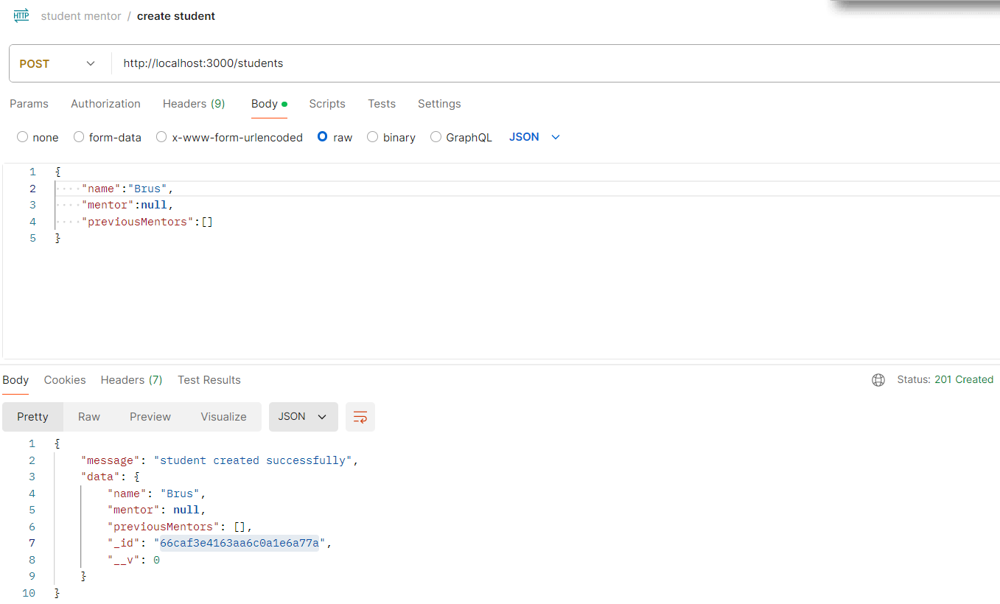 HTTP student mentor / create student
POST http://localhost:3000/students
Params Authorization Headers (9) Body Scripts Tests Settings
none form-data x-www-form-urlencoded raw binary GraphQL JSON
1 {
2 ····"name":"Brus",
3 ····"mentor":null,
4 ····"previousMentors":[]
5 }
Body Cookies Headers (7) Test Results Status: 201 Created
Pretty Raw Preview Visualize JSON
1 {
2 "message": "student created successfully",
3 "data": {
4 "name": "Brus",
5 "mentor": null,
6 "previousMentors": [],
7 "_id": "66caf3e4163aa6c0a1e6a77a",
8 "__v": 0
9 }
10 }